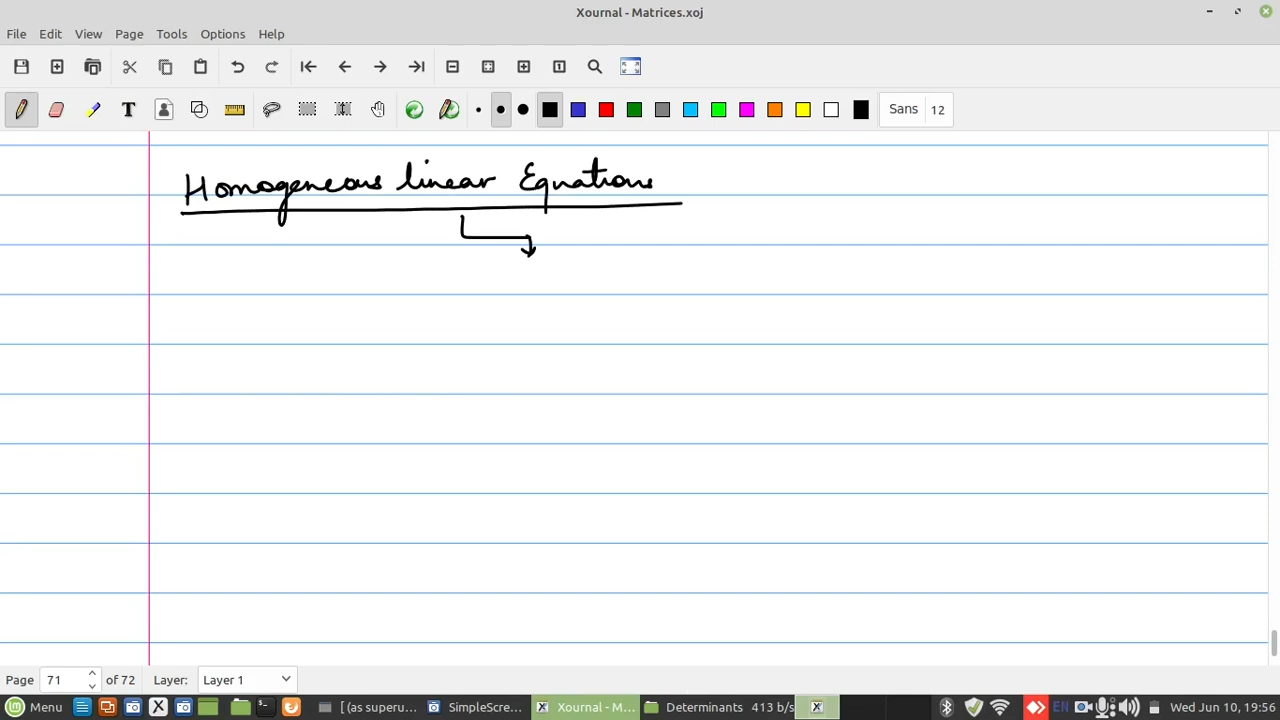 Xournal - Matrices.xoj
File Edit View Page Tools Options Help
T Sans 12
Homogeneous linear Equations
Page 71 of 72 Layer: Layer 1
Menu [ (as superu... SimpleScre... Xournal - M... Determinants 413 b/s EN Wed Jun 10, 19:56